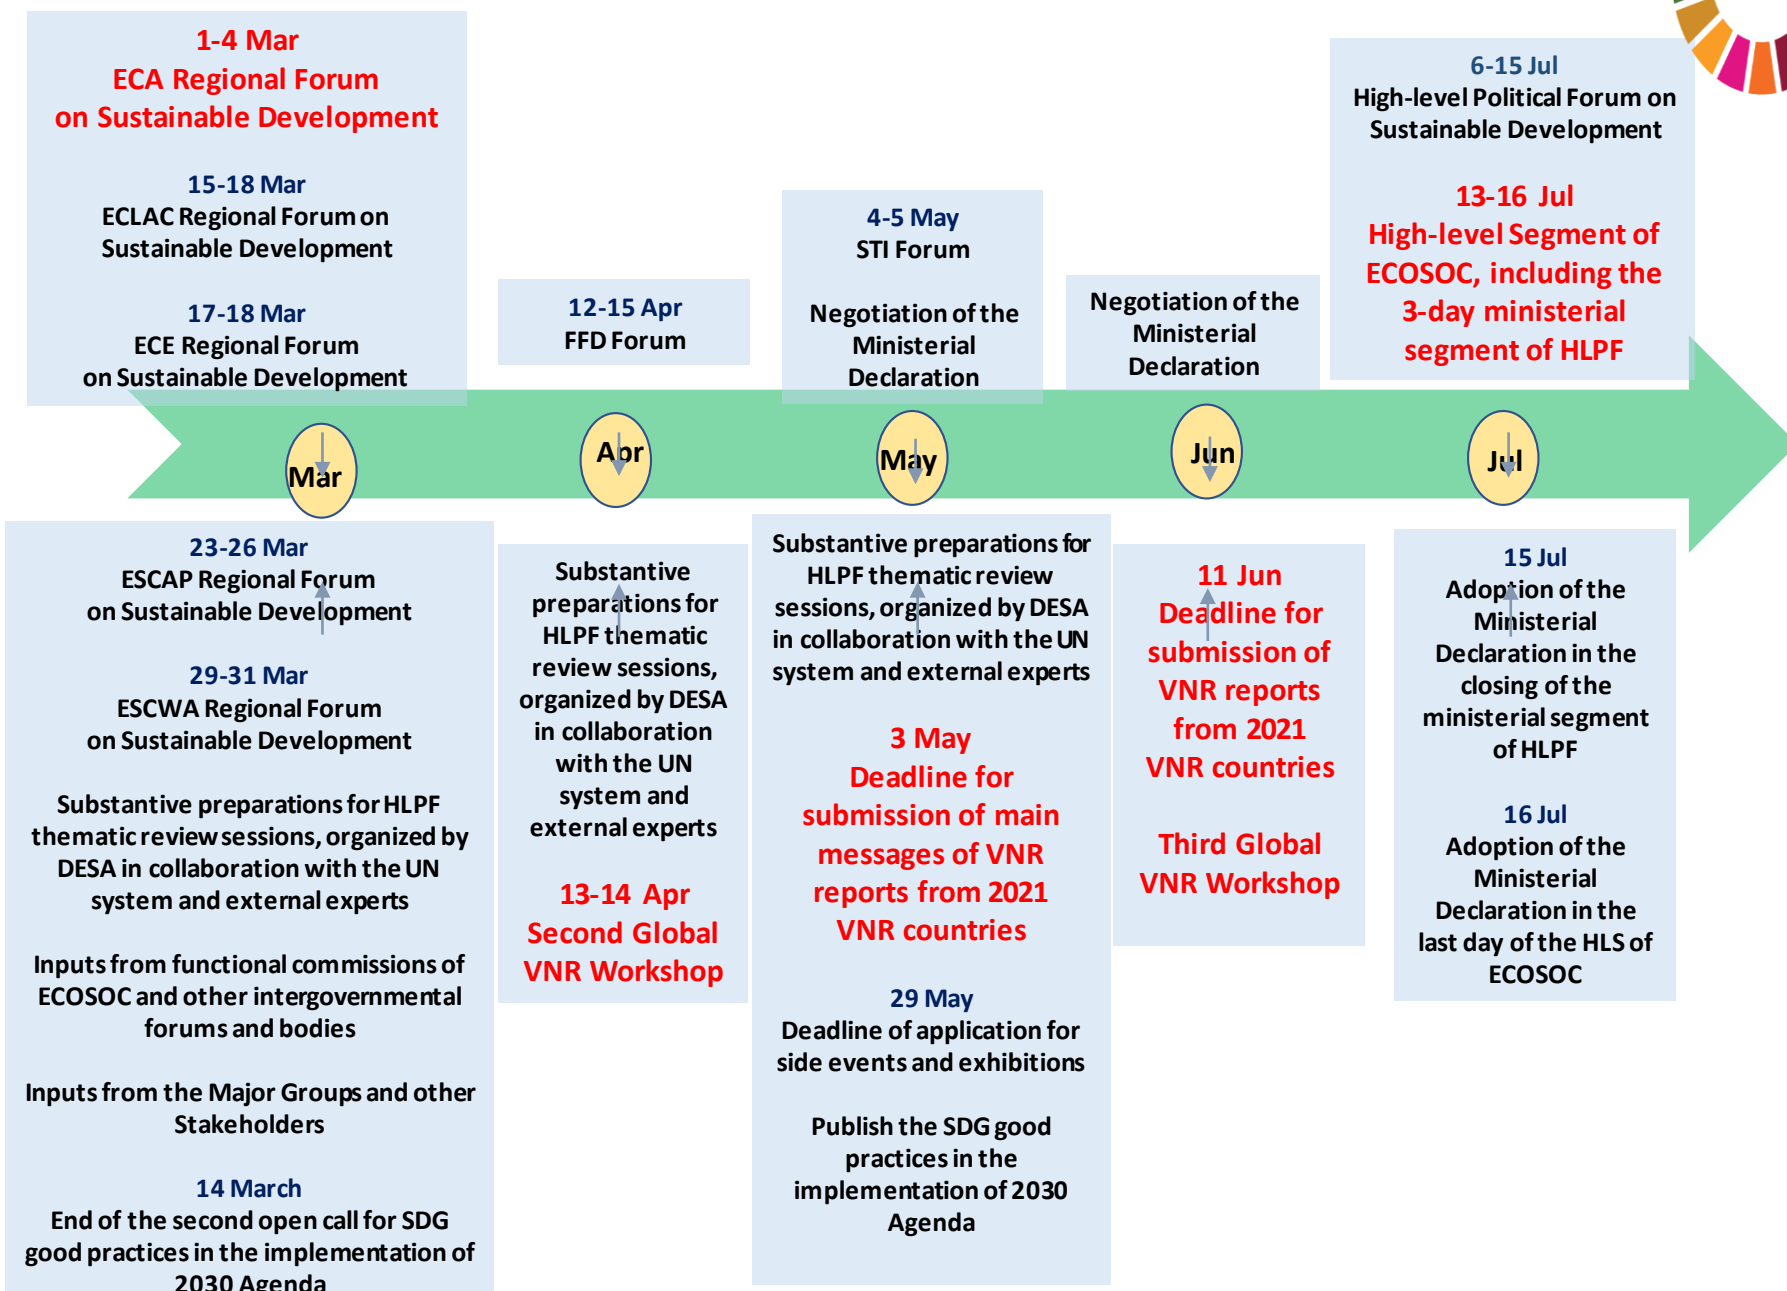 1-4 Mar
ECA Regional Forum
on Sustainable Development
15-18 Mar
ECLAC Regional Forum on
Sustainable Development
17-18 Mar
ECE Regional Forum
on Sustainable Development
12-15 Apr
FFD Forum
4-5 May
STI Forum
Negotiation of the
Ministerial
Declaration
Negotiation of the
Ministerial
Declaration
6-15 Jul
High-level Political Forum on
Sustainable Development
13-16 Jul
High-level Segment of
ECOSOC, including the
3-day ministerial
segment of HLPF
Mar
Apr
May
Jun
Jul
23-26 Mar
ESCAP Regional Forum
on Sustainable Development
29-31 Mar
ESCWA Regional Forum
on Sustainable Development
Substantive preparations for HLPF
thematic review sessions, organized by
DESA in collaboration with the UN
system and external experts
Inputs from functional commissions of
ECOSOC and other intergovernmental
forums and bodies
Inputs from the Major Groups and other
Stakeholders
14 March
End of the second open call for SDG
good practices in the implementation of
2030 Agenda
Substantive
preparations for
HLPF thematic
review sessions,
organized by DESA
in collaboration
with the UN
system and
external experts
13-14 Apr
Second Global
VNR Workshop
Substantive preparations for
HLPF thematic review
sessions, organized by DESA
in collaboration with the UN
system and external experts
3 May
Deadline for
submission of main
messages of VNR
reports from 2021
VNR countries
29 May
Deadline of application for
side events and exhibitions
Publish the SDG good
practices in the
implementation of 2030
Agenda
11 Jun
Deadline for
submission of
VNR reports
from 2021
VNR countries
Third Global
VNR Workshop
15 Jul
Adoption of the
Ministerial
Declaration in the
closing of the
ministerial segment
of HLPF
16 Jul
Adoption of the
Ministerial
Declaration in the
last day of the HLS of
ECOSOC